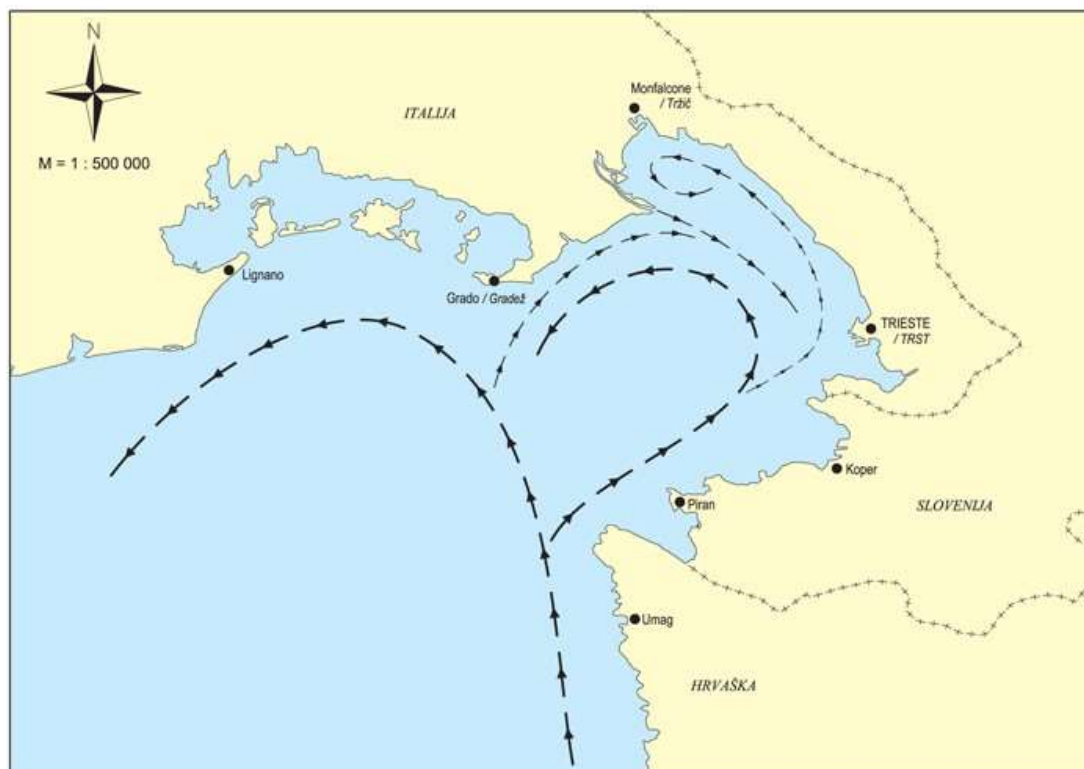 N
M = 1 : 500 000
ITALIJA
Monfalcone
/ Tržič
Lignano
Grado / Gradež
TRIESTE
/ TRST
Koper
Piran
SLOVENIJA
Umag
HRVAŠKA